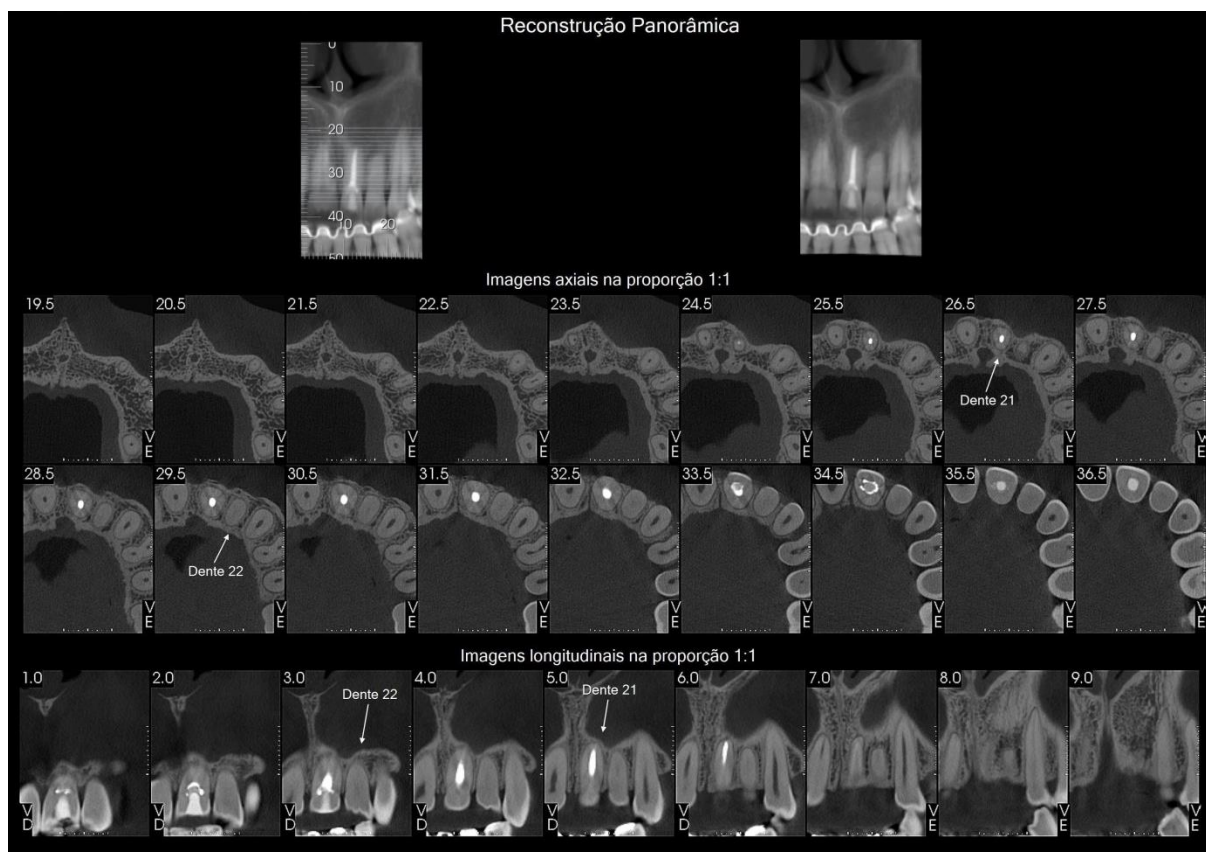 Reconstrução Panorâmica
0
10
20
30
40
10 20
50
Imagens axiais na proporção 1:1
19.5 20.5 21.5 22.5 23.5 24.5 25.5 26.5 27.5
Dente 21
V V V V V V V V
E E E E E E E E E
28.5 29.5 30.5 31.5 32.5 33.5 34.5 35.5 36.5
Dente 22
V V V V V V V V
E E E E E E E E E
Imagens longitudinais na proporção 1:1
1.0 2.0 3.0 4.0 5.0 6.0 7.0 8.0 9.0
Dente 22
Dente 21
V V V V V V V V V
D D D D D E E E E